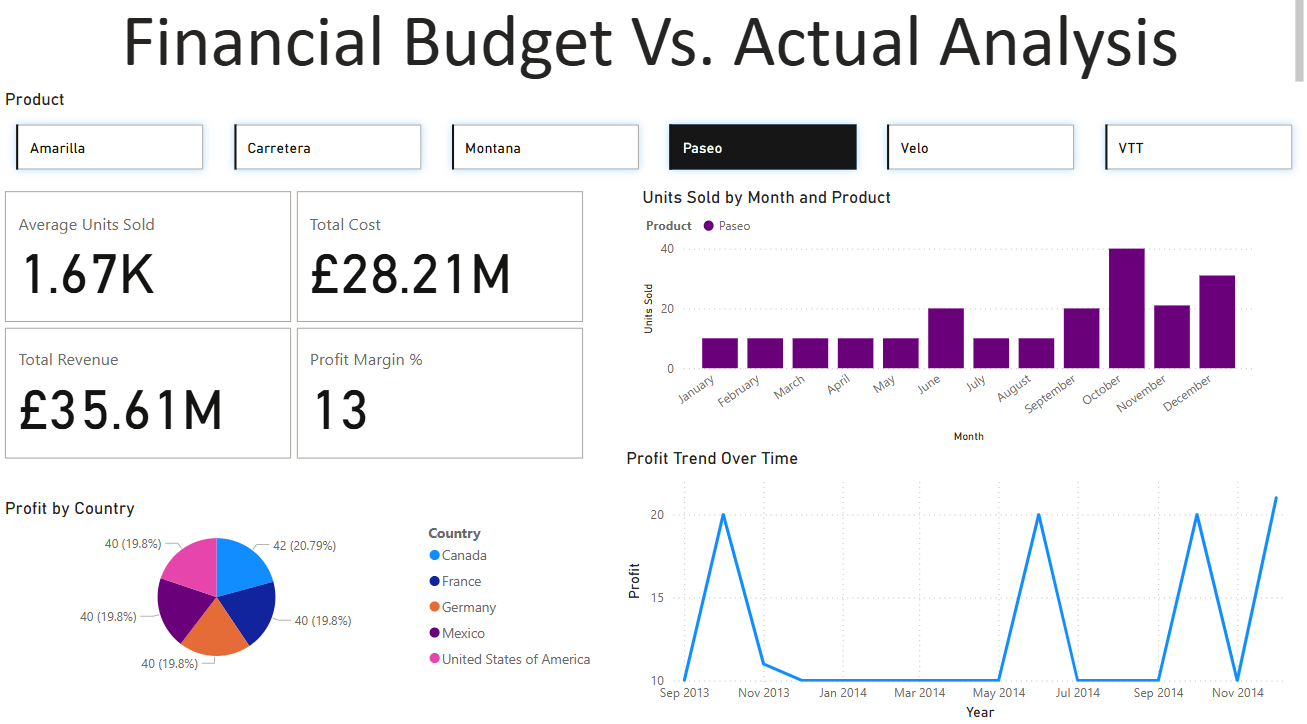 Financial Budget Vs. Actual Analysis
Product
Amarilla
Carretera
Montana
Paseo
Velo
VTT
Average Units Sold
1.67K
Total Cost
£28.21M
Total Revenue
£35.61M
Profit Margin %
13
Units Sold by Month and Product
Product Paseo
Units Sold
40
20
0
January February March April May June July August September October November December
Month
Profit by Country
40 (19.8%)
42 (20.79%)
40 (19.8%)
40 (19.8%)
40 (19.8%)
Country
Canada
France
Germany
Mexico
United States of America
Profit Trend Over Time
Profit
20
15
10
Sep 2013 Nov 2013 Jan 2014 Mar 2014 May 2014 Jul 2014 Sep 2014 Nov 2014
Year